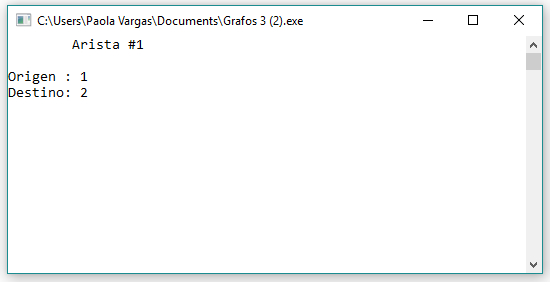 C:\Users\Paola Vargas\Documents\Grafos 3 (2).exe
Arista #1
Origen : 1
Destino: 2